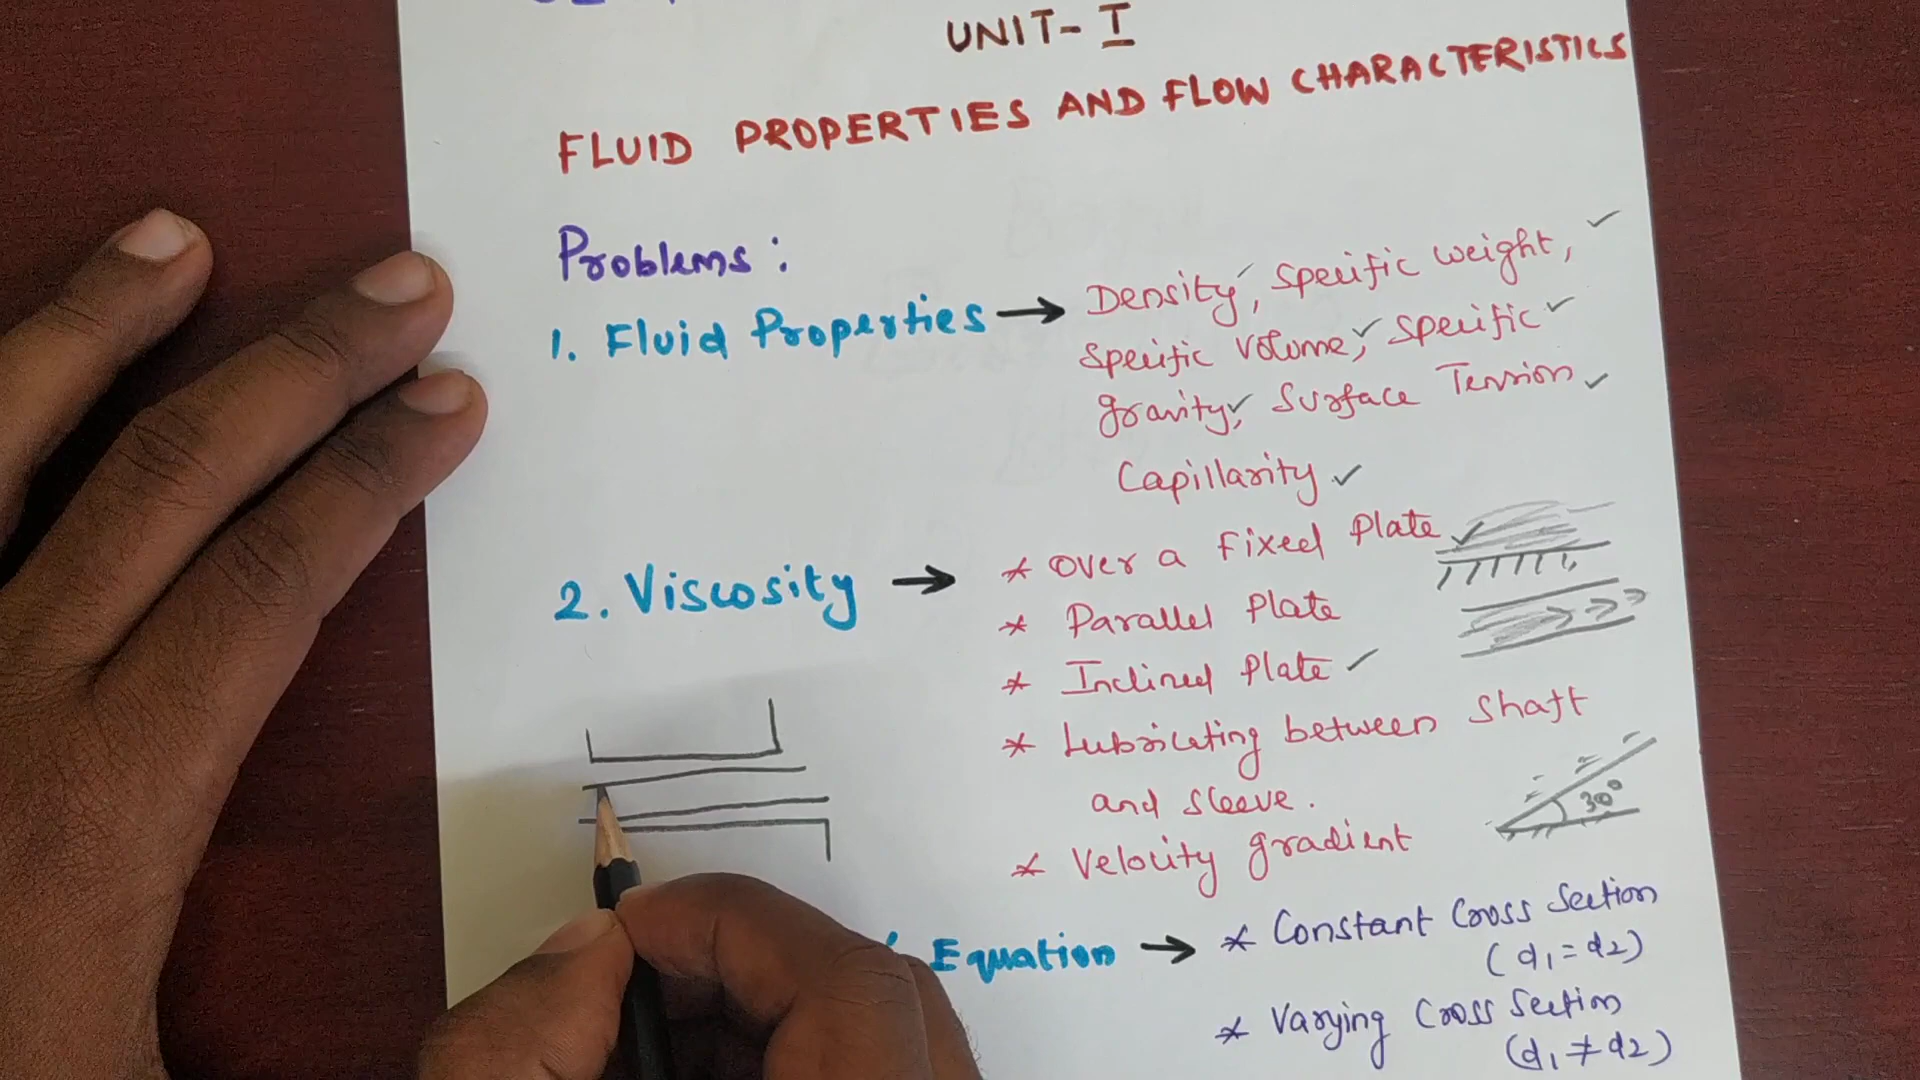 UNIT- I
FLUID PROPERTIES AND FLOW CHARACTERISTICS
Problems :
1. Fluid Properties → Density, Specific weight,
Specific Volume, Specific
gravity, Surface Tension
Capillarity
2. Viscosity → * Over a Fixed Plate
* Parallel Plate
* Inclined Plate
* Lubricating between Shaft
and Sleeve.
30°
* Velocity gradient
Equation → * Constant Cross Section
(d1 = d2)
* Varying Cross Section
(d1 ≠ d2)